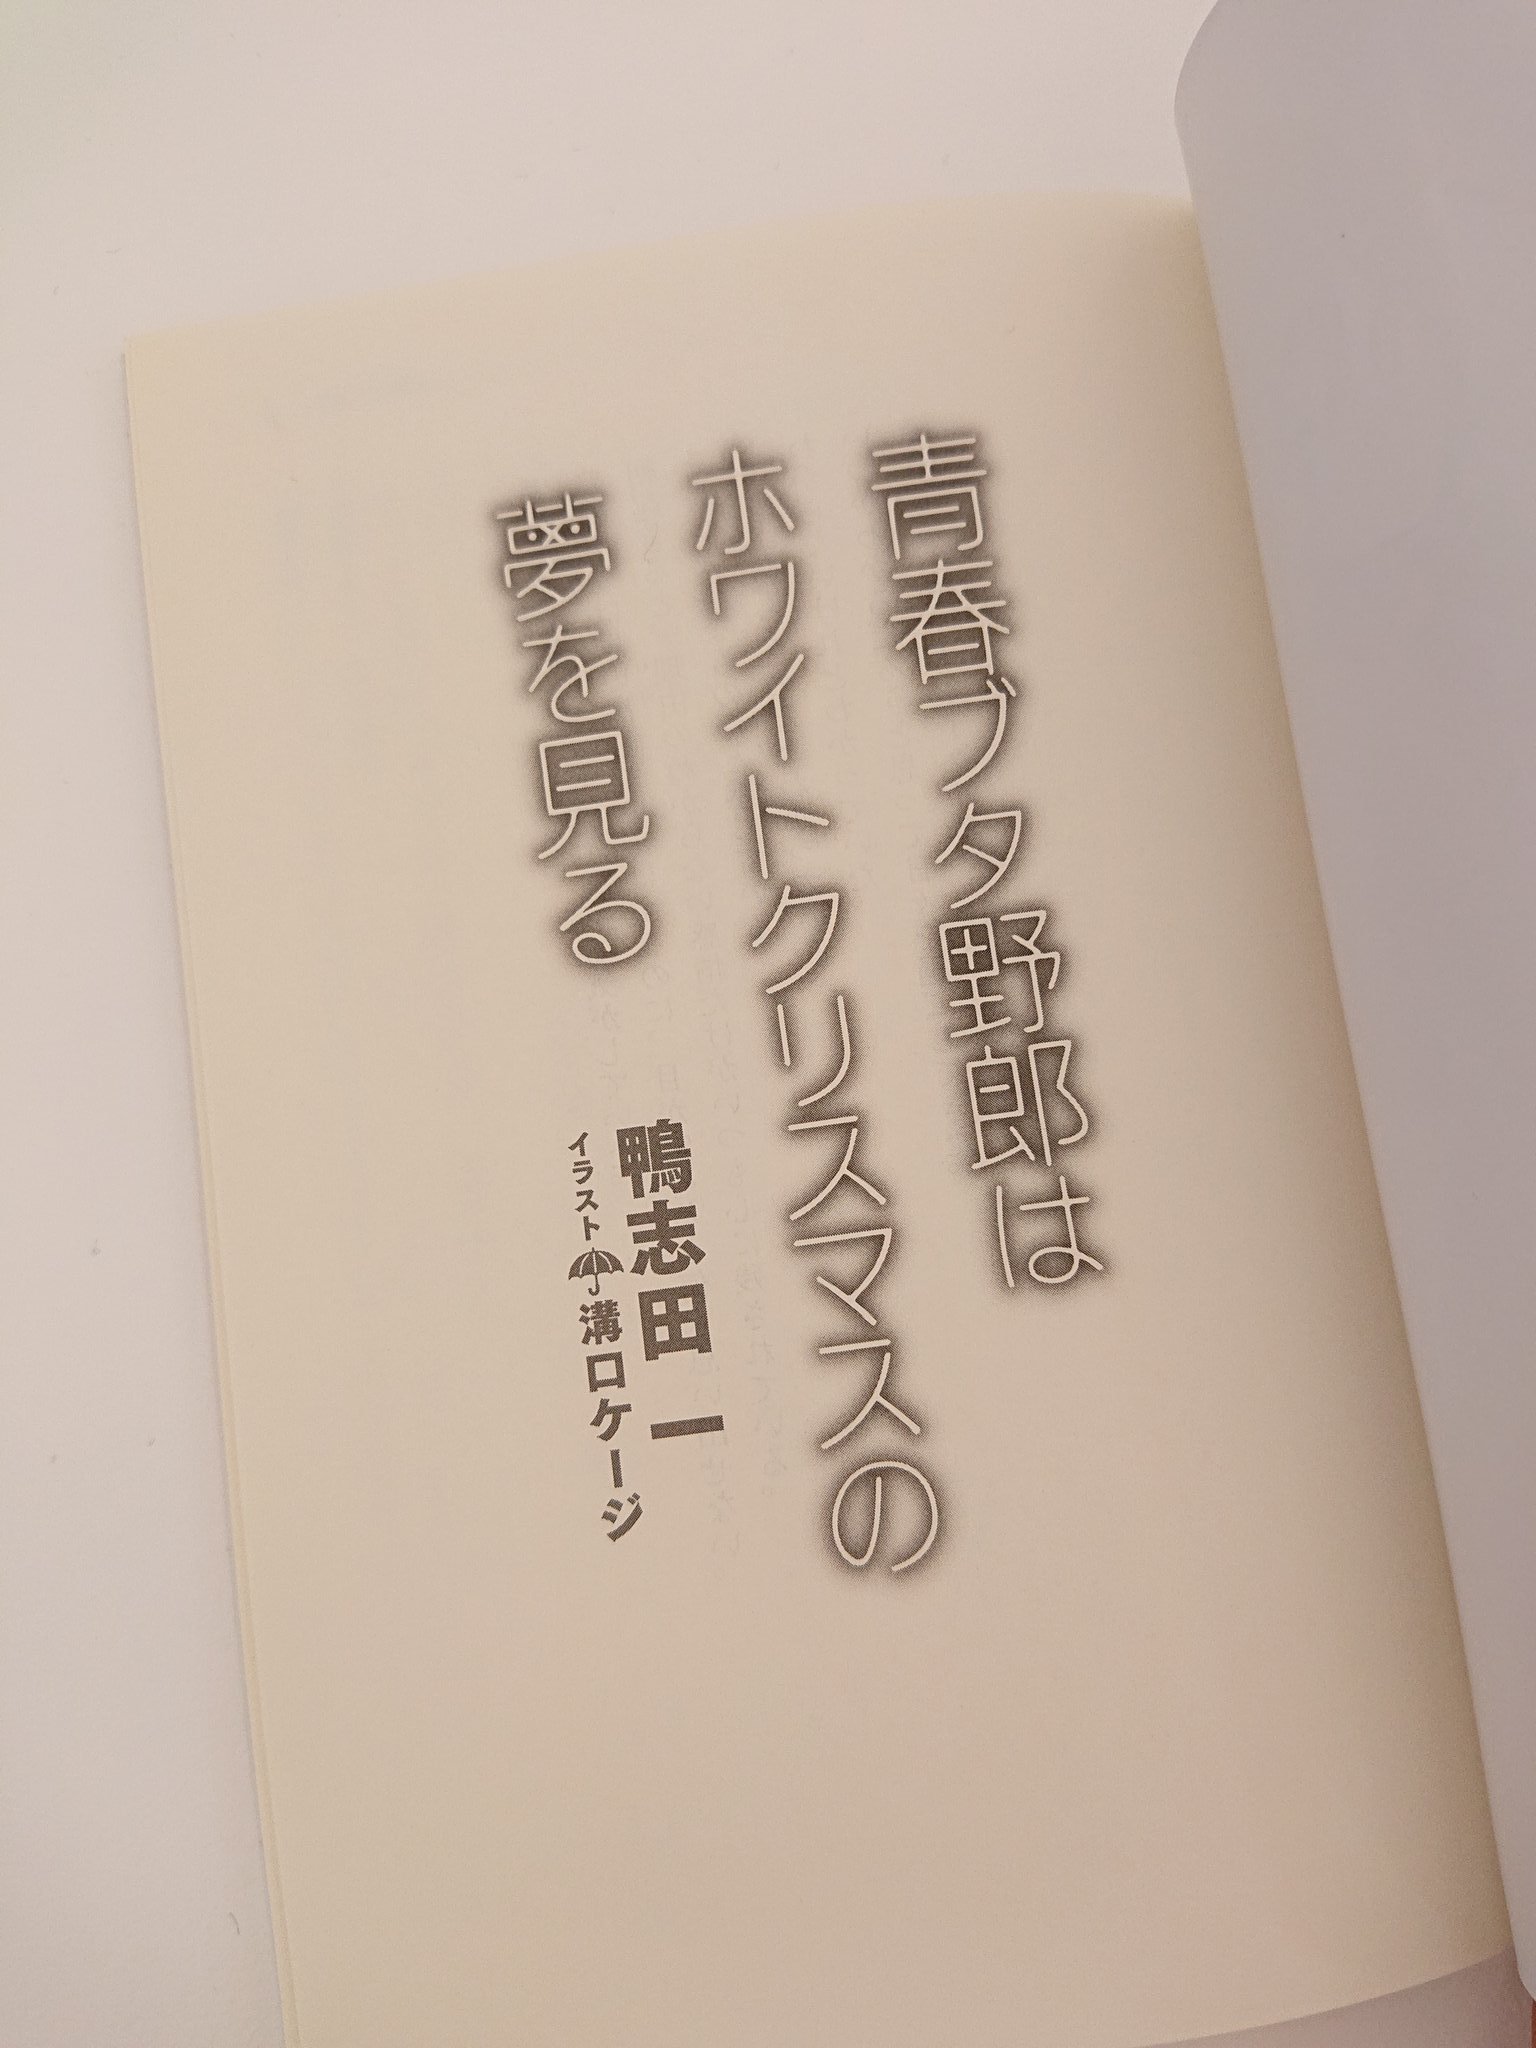 青春ブタ野郎は
ホワイトクリスマスの
夢を見る
鴨志田 一
イラスト 溝口ケージ